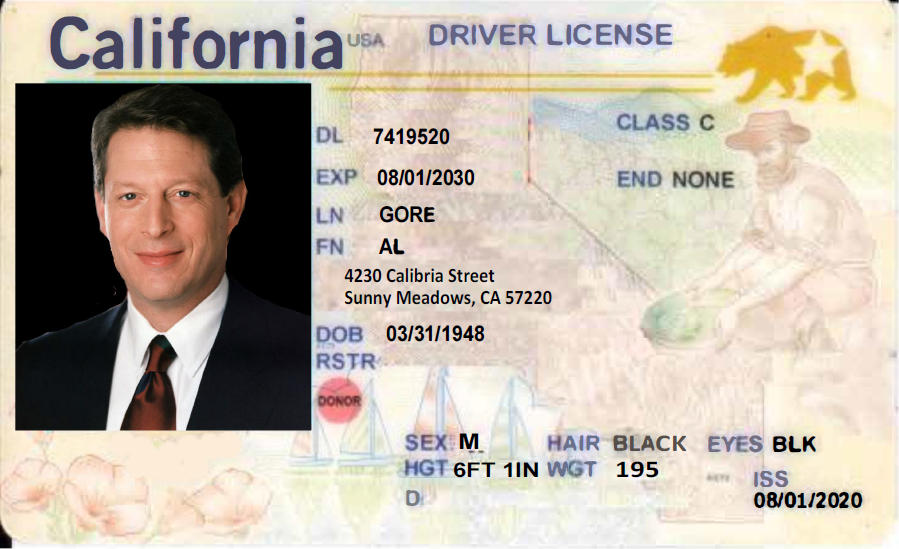 California USA DRIVER LICENSE
DL 7419520
CLASS C
EXP 08/01/2030
END NONE
LN GORE
FN AL
4230 Calibria Street
Sunny Meadows, CA 57220
DOB 03/31/1948
RSTR
DONOR
SEX M HAIR BLACK EYES BLK
HGT 6FT 1IN WGT 195
ISS
D
08/01/2020